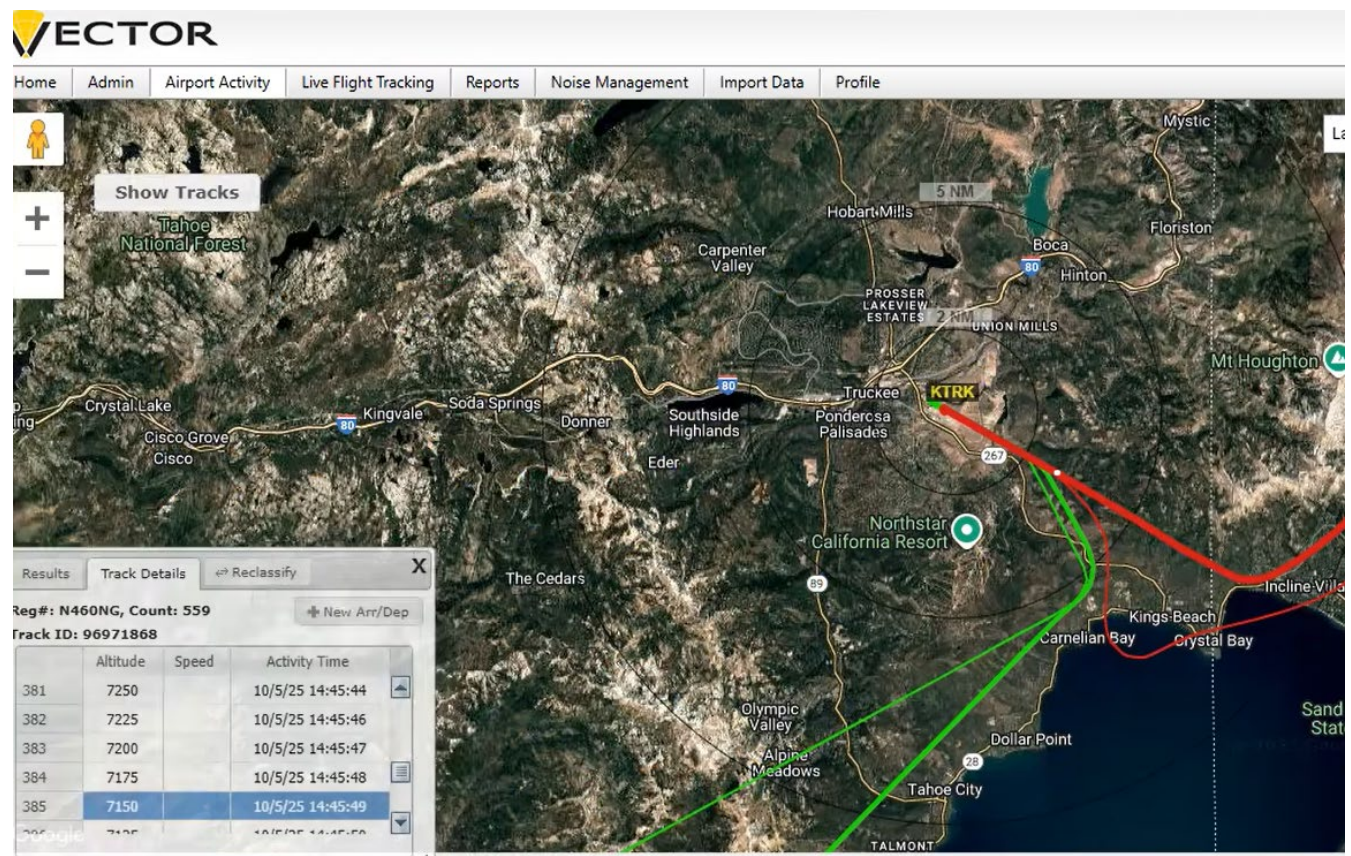 VECTOR
Home Admin Airport Activity Live Flight Tracking Reports Noise Management Import Data Profile
Mystic
La
Show Tracks
5 NM
+
Hobart Mills
Tahoe
National Forest
Floriston
Boca
Carpenter
Valley
80
−
Hinton
PROSSER
LAKEVIEW
ESTATES
2 NM
UNION MILLS
Mt Houghton
80
Truckee
KTRK
Crystal Lake
Soda Springs
Kingvale
Southside
Highlands
Ponderosa
Palisades
ing
80
Donner
Cisco Grove
Cisco
267
Eder
Northstar
California Resort
The Cedars
89
Incline Villa
Kings Beach
Carnelian Bay
Crystal Bay
Olympic
Valley
Sand
State
Dollar Point
Alpine
Meadows
28
Tahoe City
TALMONT
Results Track Details ⇄ Reclassify X
Reg#: N460NG, Count: 559
+ New Arr/Dep
Track ID: 96971868
Altitude Speed Activity Time
381 7250 10/5/25 14:45:44
382 7225 10/5/25 14:45:46
383 7200 10/5/25 14:45:47
384 7175 10/5/25 14:45:48
385 7150 10/5/25 14:45:49
Google